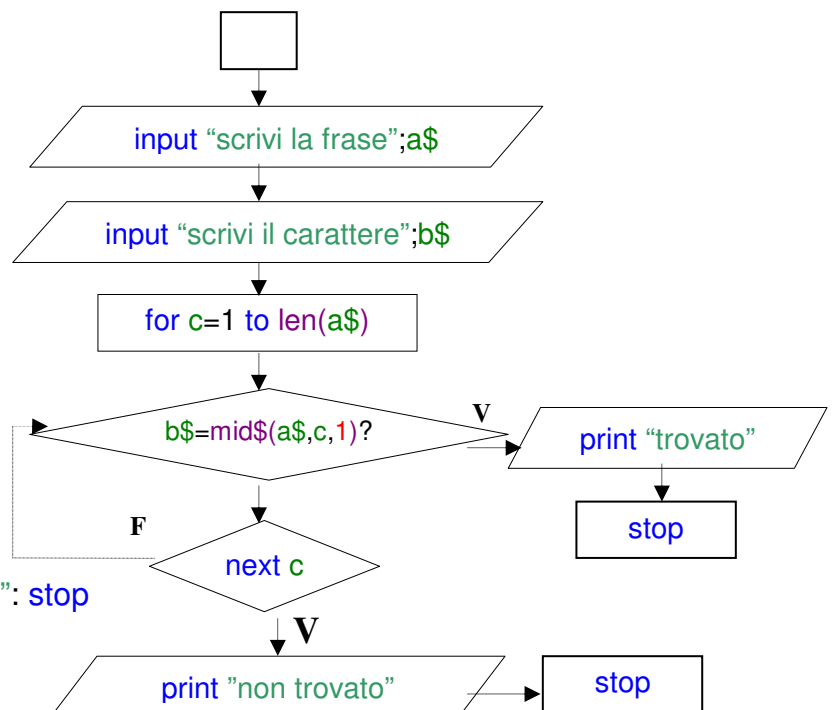 input “scrivi la frase”;a$
input “scrivi il carattere”;b$
for c=1 to len(a$)
b$=mid$(a$,c,1)?
V
print “trovato”
stop
F
next c
”: stop
V
print "non trovato”
stop